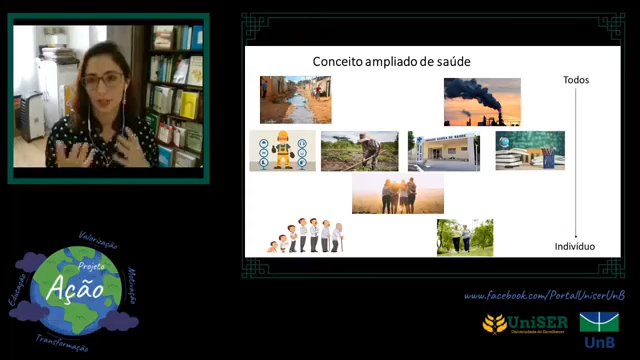 Conceito ampliado de saúde
Todos
Indivíduo
Valorização
Educação
Motivação
Transformação
Projeto
Ação
www.facebook.com/PortalUniserUnB
UniSER
UnB